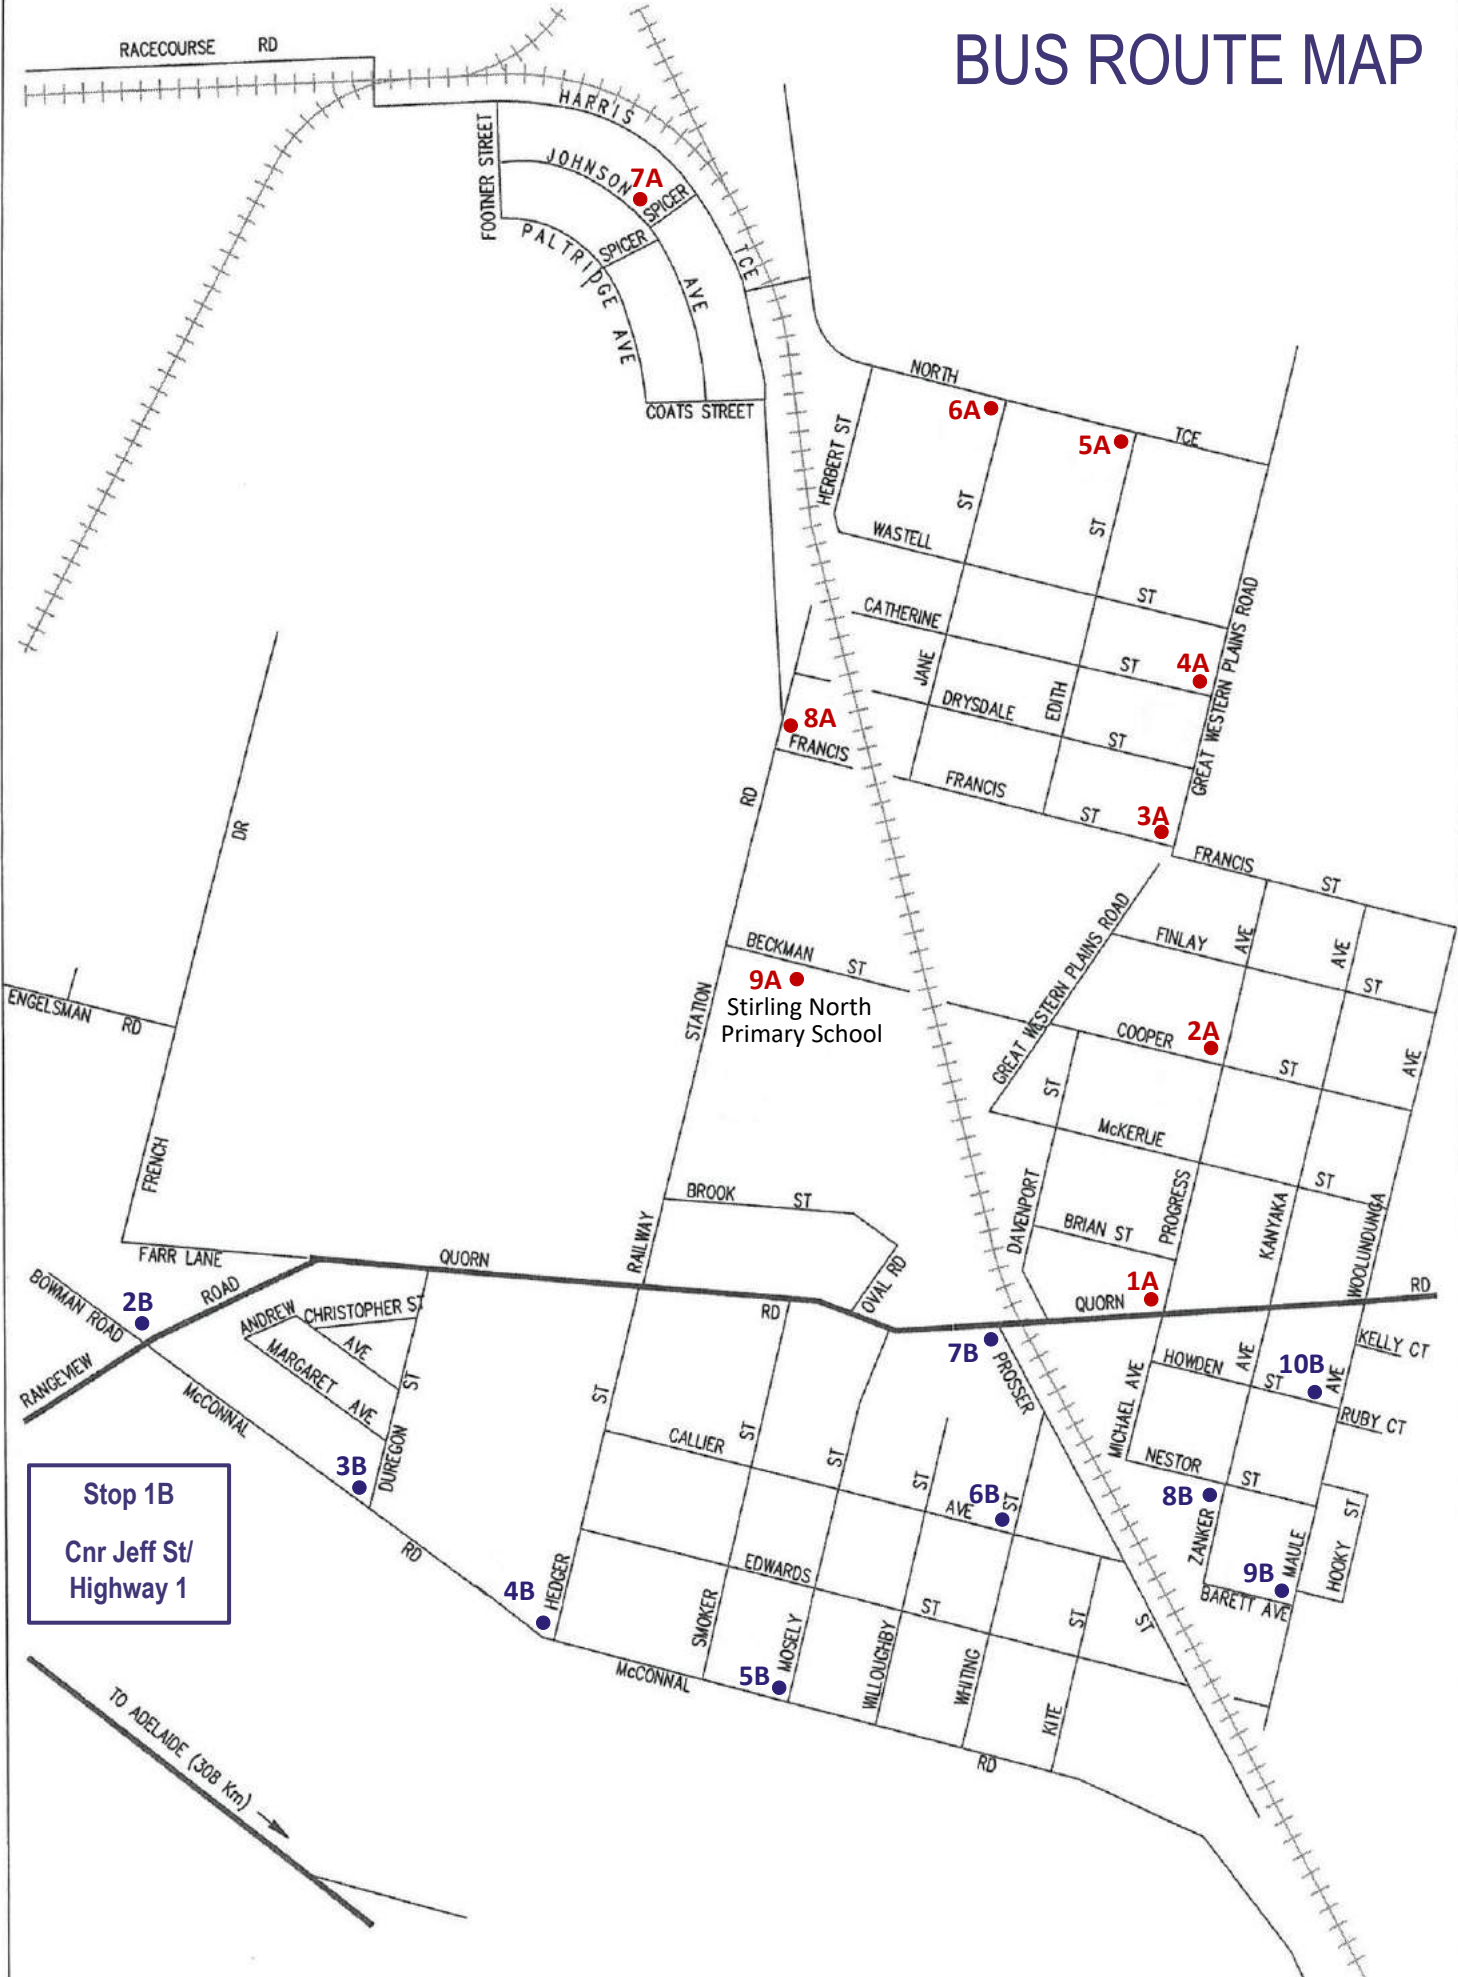 BUS ROUTE MAP
RACECOURSE RD
HARRIS
TCE
FOOTNER STREET
JOHNSON
AVE
7A
SPICER
SPICER
PALTRIDGE AVE
COATS STREET
NORTH
TCE
6A
5A
HERBERT ST
ST
ST
WASTELL
ST
CATHERINE
ST
4A
GREAT WESTERN PLAINS ROAD
JANE
EDITH
DRYSDALE
ST
8A
FRANCIS
FRANCIS
ST
3A
FRANCIS
ST
RD
DR
GREAT WESTERN PLAINS ROAD
FINLAY
AVE
AVE
ST
BECKMAN
ST
9A
Stirling North
Primary School
STATION
ENGELSMAN RD
COOPER
2A
ST
AVE
ST
McKERLIE
ST
FRENCH
BROOK ST
RAILWAY
OVAL RD
DAVENPORT
BRIAN ST
PROGRESS
KANYAKA
WOOLUNDUNGA
FARR LANE
QUORN
RD
1A
QUORN
RD
BOWMAN ROAD
2B
ROAD
RANGEVIEW
ANDREW
AVE
CHRISTOPHER ST
MARGARET
AVE
ST
DUREGON
McCONNAL
RD
3B
7B
PROSSER
ST
MICHAEL AVE
HOWDEN
ST
AVE
10B
AVE
KELLY CT
RUBY CT
ST
CALLIER
AVE
ST
ST
ST
6B
ST
NESTOR
ST
8B
ZANKER
9B
MAULE
HOOKY ST
BARETT AVE
Stop 1B
Cnr Jeff St/
Highway 1
4B
HEDGER
EDWARDS
ST
SMOKER
MOSELY
WILLOUGHBY
WHITING
KITE
ST
5B
McCONNAL
RD
TO ADELAIDE (308 Km)